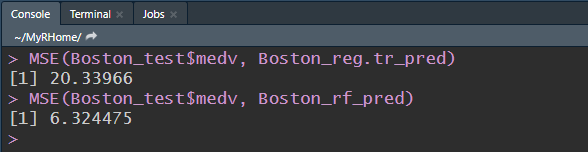 Console Terminal × Jobs ×
~/MyRHome/
> MSE(Boston_test$medv, Boston_reg.tr_pred)
[1] 20.33966
> MSE(Boston_test$medv, Boston_rf_pred)
[1] 6.324475
>